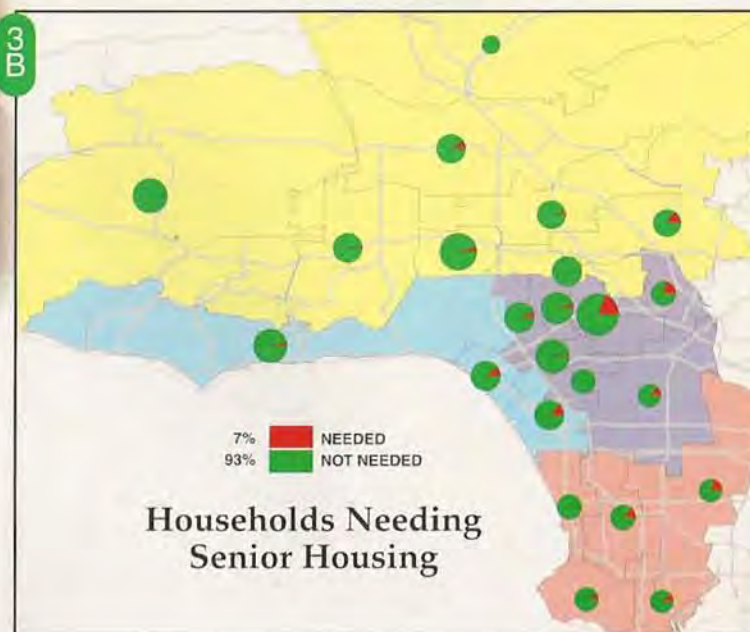 3
B
7% NEEDED
93% NOT NEEDED
Households Needing
Senior Housing